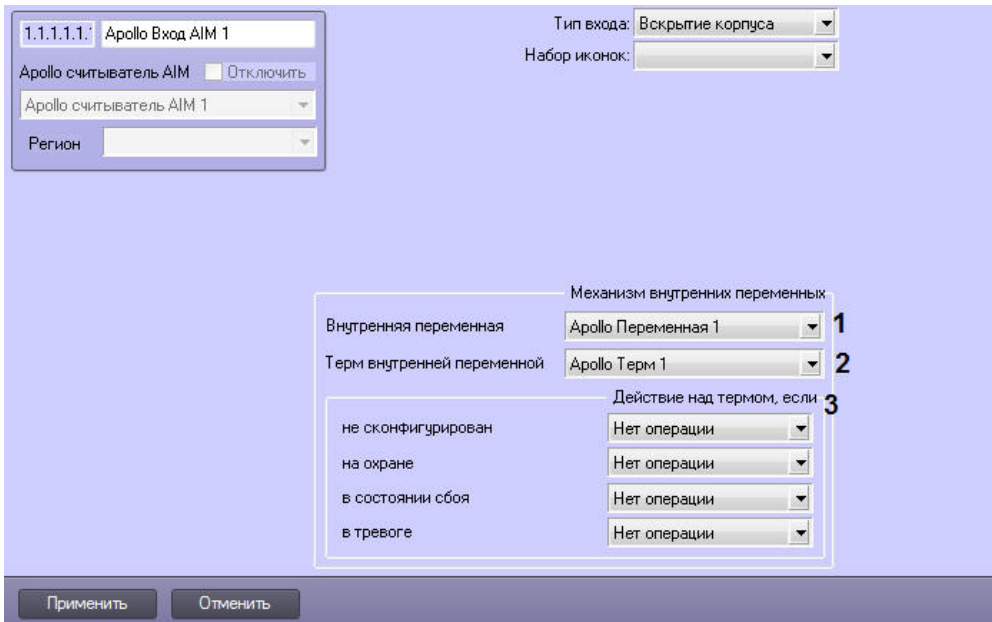 1.1.1.1.1.1 Apollo Вход AIM 1
Apollo считыватель AIM Отключить
Apollo считыватель AIM 1
Регион
Тип входа: Вскрытие корпуса
Набор иконок:
Механизм внутренних переменных
Внутренняя переменная Apollo Переменная 1 1
Терм внутренней переменной Apollo Терм 1 2
Действие над термом, если 3
не сконфигурирован Нет операции
на охране Нет операции
в состоянии сбоя Нет операции
в тревоге Нет операции
Применить Отменить